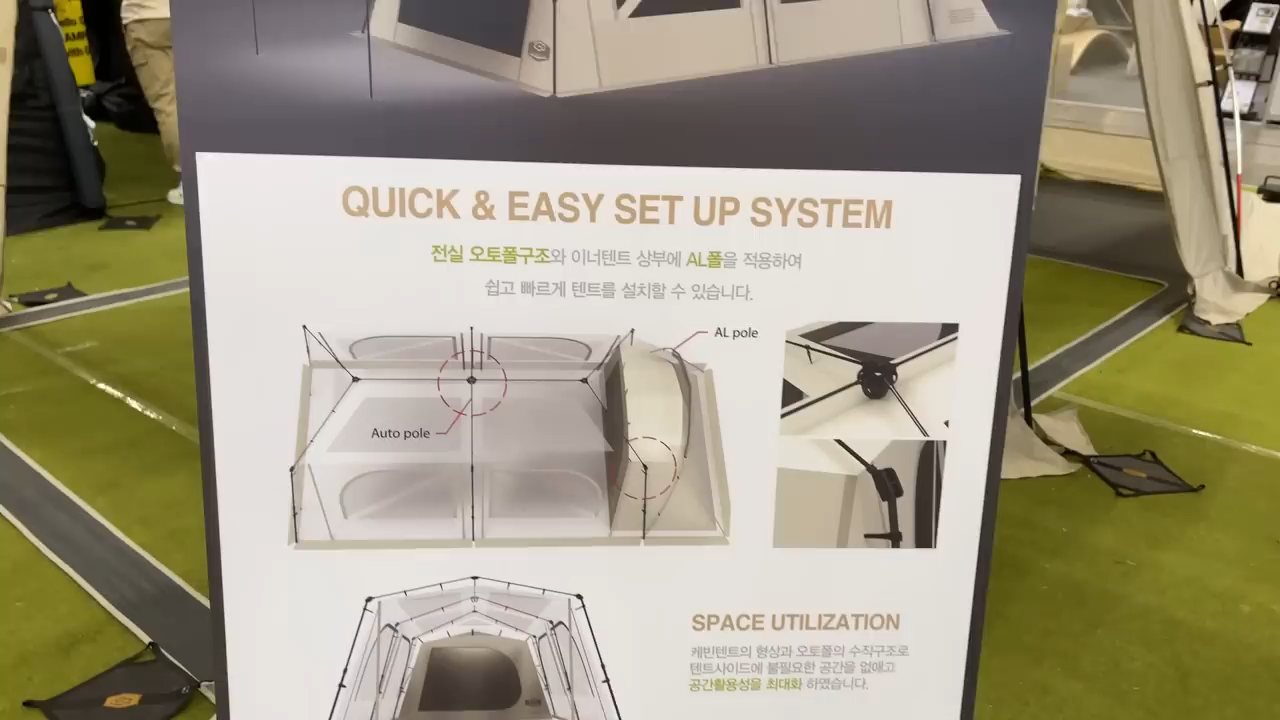 QUICK & EASY SET UP SYSTEM
전실 오토폴구조와 이너텐트 상부에 AL폴을 적용하여
쉽고 빠르게 텐트를 설치할 수 있습니다.
AL pole
Auto pole
SPACE UTILIZATION
케빈텐트의 형상과 오토폴의 수직구조로
텐트사이드에 불필요한 공간을 없애고
공간활용성을 최대화 하였습니다.